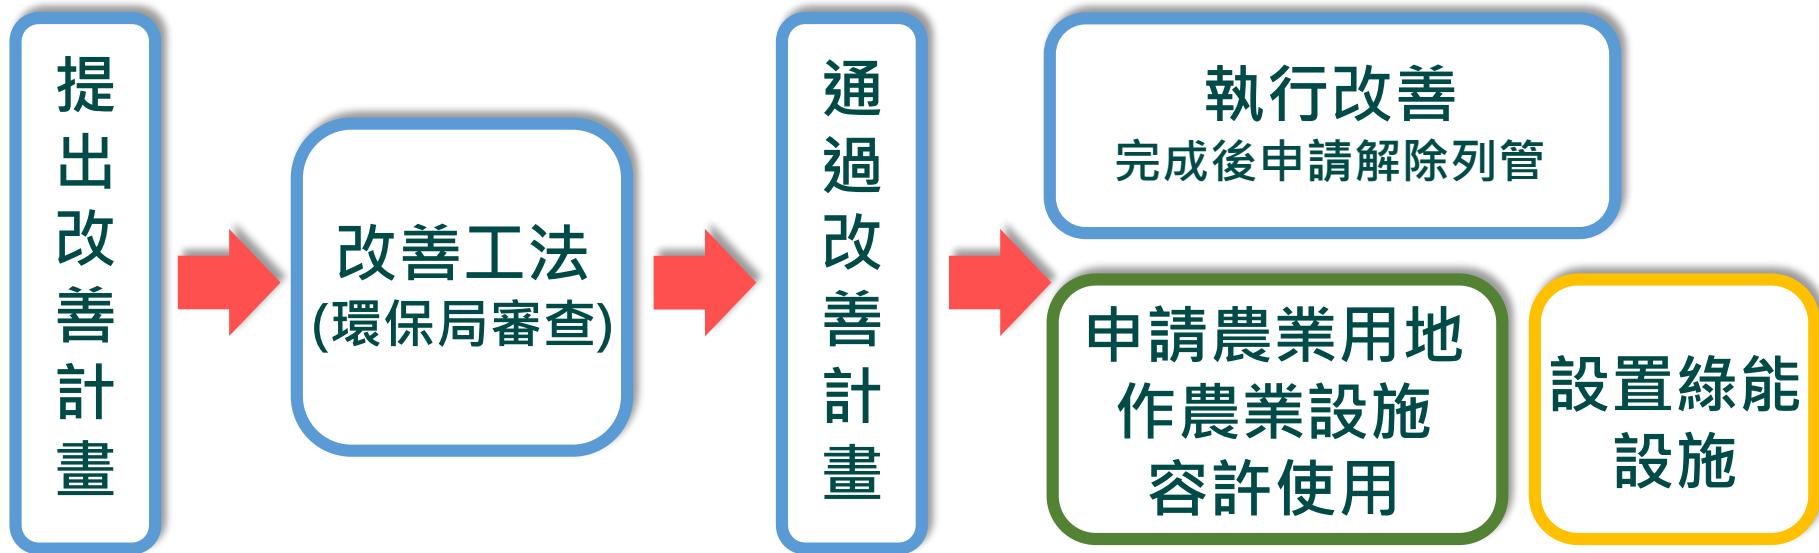 提出改善計畫
改善工法
(環保局審查)
通過改善計畫
執行改善
完成後申請解除列管
申請農業用地
作農業設施
容許使用
設置綠能
設施